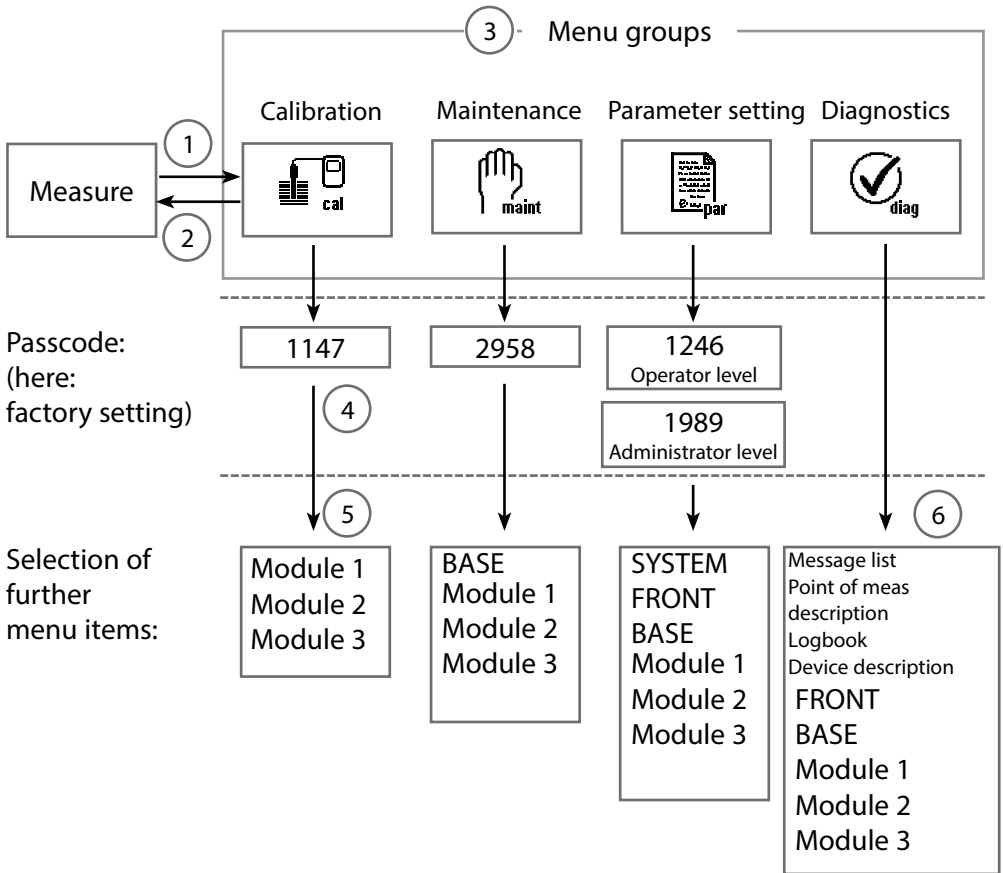 3 Menu groups
Calibration Maintenance Parameter setting Diagnostics
Measure
1
2
cal
maint
par
diag
Passcode:
(here:
factory setting)
1147
2958
1246
Operator level
1989
Administrator level
4
5
6
Selection of
further
menu items:
Module 1
Module 2
Module 3
BASE
Module 1
Module 2
Module 3
SYSTEM
FRONT
BASE
Module 1
Module 2
Module 3
Message list
Point of meas
description
Logbook
Device description
FRONT
BASE
Module 1
Module 2
Module 3